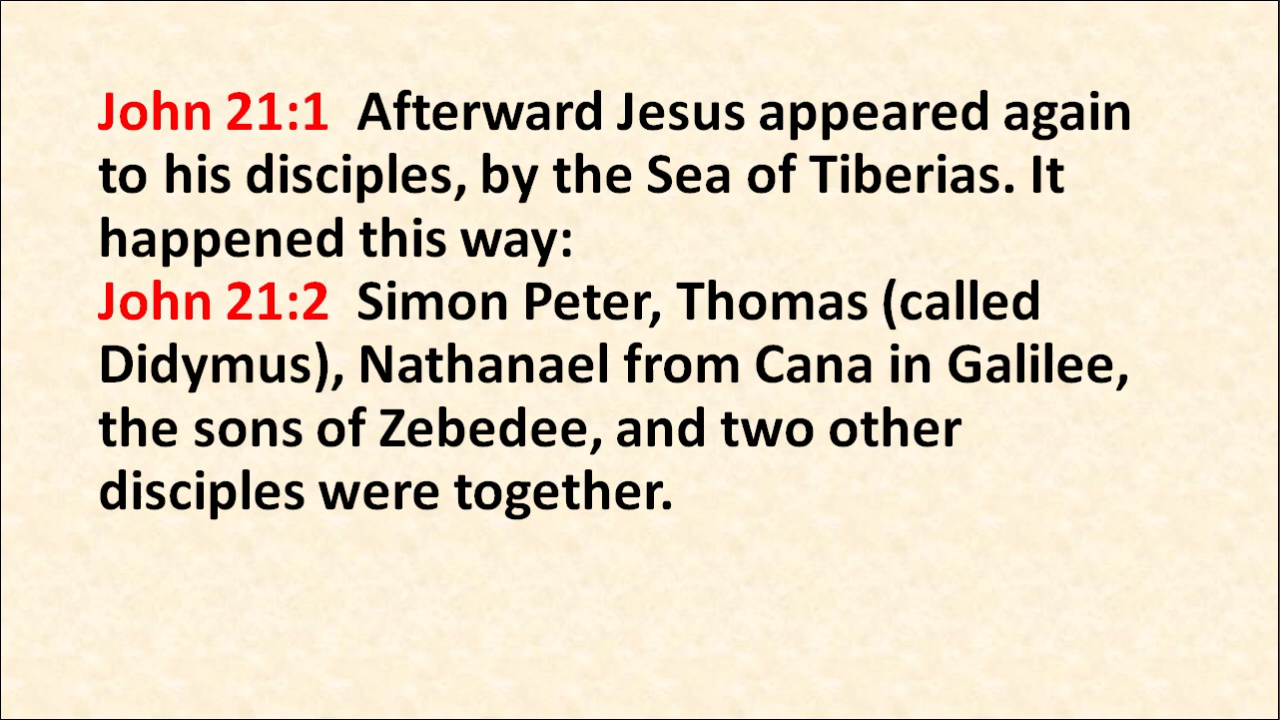 John 21:1  Afterward Jesus appeared again
to his disciples, by the Sea of Tiberias. It
happened this way:
John 21:2  Simon Peter, Thomas (called
Didymus), Nathanael from Cana in Galilee,
the sons of Zebedee, and two other
disciples were together.